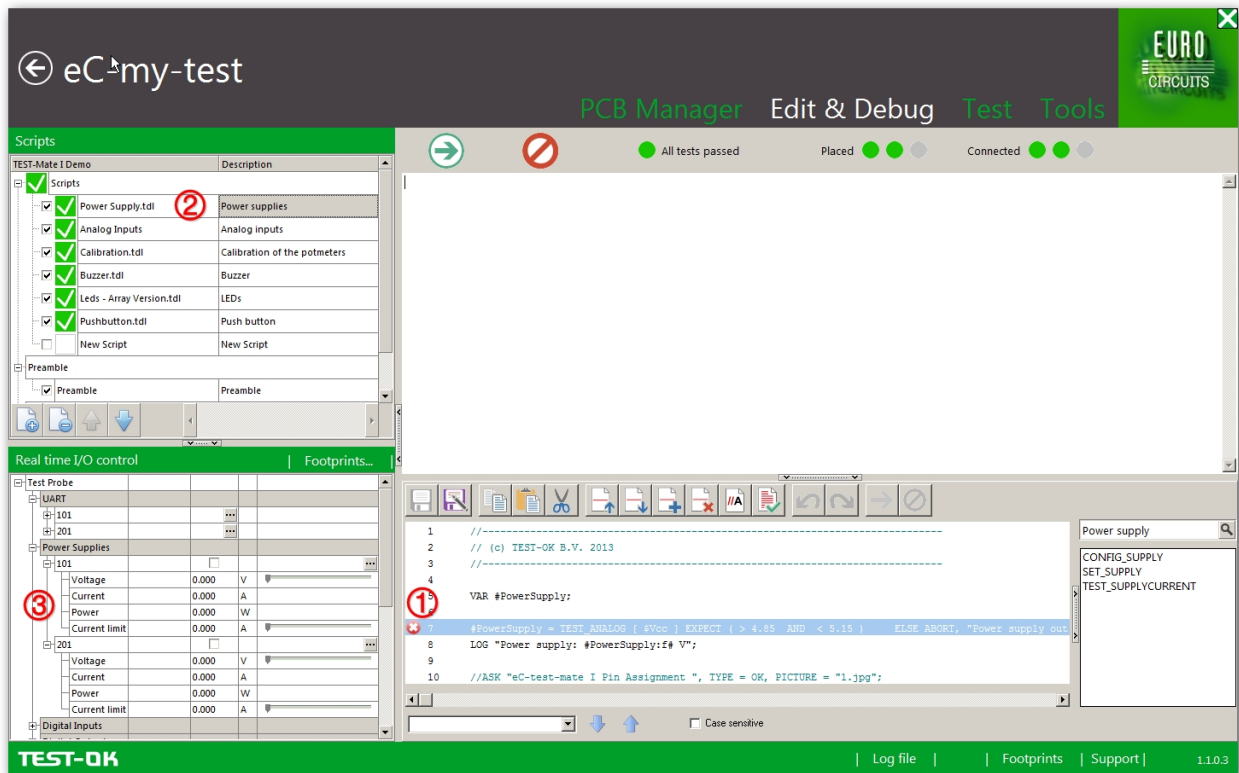 eC-my-test
EURO
CIRCUITS
PCB Manager Edit & Debug Test Tools
Scripts
TEST-Mate I Demo Description
Scripts
Power Supply.tdl ② Power supplies
Analog Inputs Analog inputs
Calibration.tdl Calibration of the potmeters
Buzzer.tdl Buzzer
Leds - Array Version.tdl LEDs
Pushbutton.tdl Push button
New Script New Script
Preamble
Preamble Preamble
All tests passed Placed Connected
Real time I/O control | Footprints... |
Test Probe
UART
101 ...
201 ...
Power Supplies
101 ...
Voltage 0.000 V
Current 0.000 A
③
Power 0.000 W
Current limit 0.000 A
201 ...
Voltage 0.000 V
Current 0.000 A
Power 0.000 W
Current limit 0.000 A
Digital Inputs
//A
1 //----------------------------------------------------------------------
2 // (c) TEST-OK B.V. 2013
3 //----------------------------------------------------------------------
4
① 5 VAR #PowerSupply;
6
7 #PowerSupply = TEST_ANALOG [ #Vcc ] EXPECT ( > 4.85 AND < 5.15 ) ELSE ABORT, "Power supply out
8 LOG "Power supply: #PowerSupply:f# V";
9
10 //ASK "eC-test-mate I Pin Assignment ", TYPE = OK, PICTURE = "1.jpg";
Case sensitive
Power supply
CONFIG_SUPPLY
SET_SUPPLY
TEST_SUPPLYCURRENT
TEST-OK | Log file | | Footprints | Support | 1.1.0.3